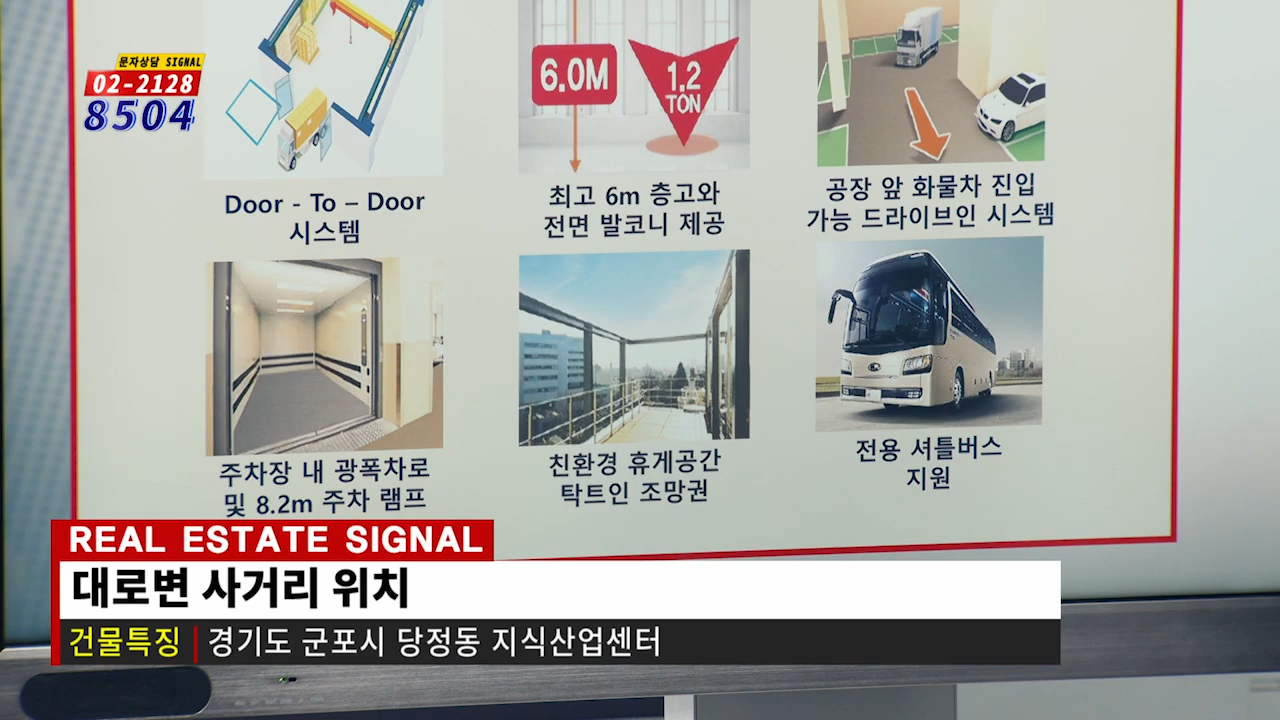 문자상담 SIGNAL
02-2128
8504
6.0M
1.2
TON
Door - To – Door
시스템
최고 6m 층고와
전면 발코니 제공
공장 앞 화물차 진입
가능 드라이브인 시스템
주차장 내 광폭차로
및 8.2m 주차 램프
친환경 휴게공간
탁트인 조망권
전용 셔틀버스
지원
REAL ESTATE SIGNAL
대로변 사거리 위치
건물특징 | 경기도 군포시 당정동 지식산업센터